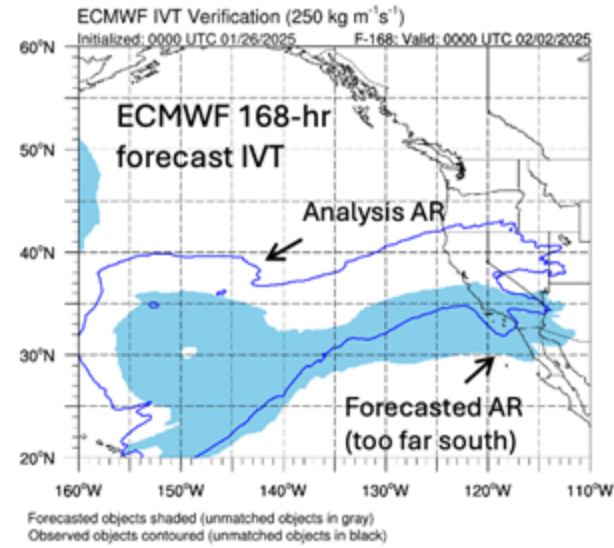 ECMWF IVT Verification (250 kg m⁻¹s⁻¹)
Initialized: 0000 UTC 01/26/2025 F-168: Valid: 0000 UTC 02/02/2025
60°N
ECMWF 168-hr
forecast IVT
50°N
Analysis AR
40°N
30°N
Forecasted AR
(too far south)
20°N
160°W 150°W 140°W 130°W 120°W 110°W
Forecasted objects shaded (unmatched objects in gray)
Observed objects contoured (unmatched objects in black)